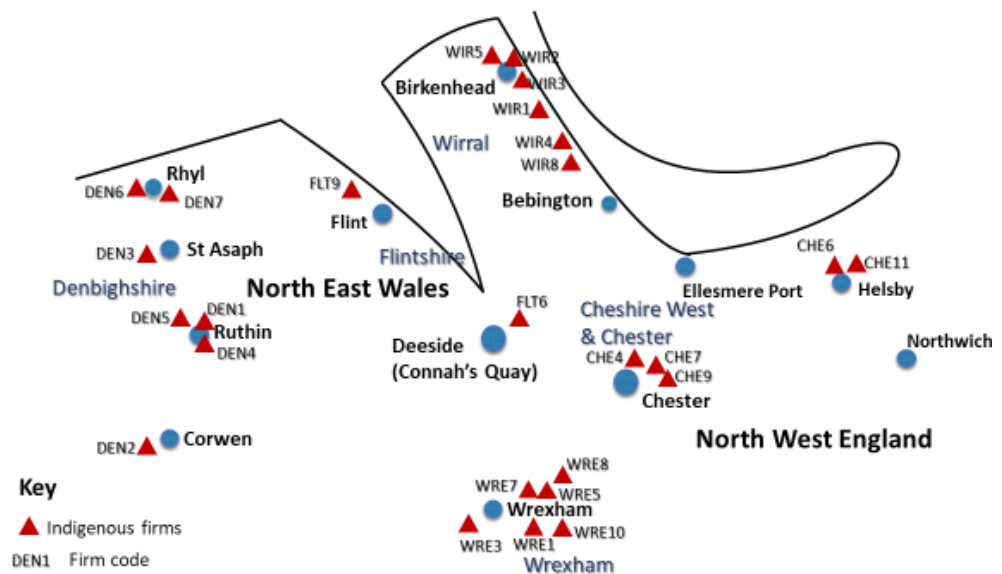 WIR5
WIR2
Birkenhead
WIR3
WIR1
Wirral
WIR4
WIR8
Rhyl
DEN6
DEN7
FLT9
Flint
Bebington
DEN3
St Asaph
Flintshire
CHE6
CHE11
Denbighshire
North East Wales
Ellesmere Port
Helsby
DEN5
DEN1
Ruthin
DEN4
FLT6
Cheshire West
& Chester
Deeside
(Connah's Quay)
Northwich
CHE4
CHE7
CHE9
Chester
DEN2
Corwen
North West England
WRE8
WRE7
WRE5
Wrexham
WRE3
WRE1
WRE10
Wrexham
Key
Indigenous firms
DEN1 Firm code